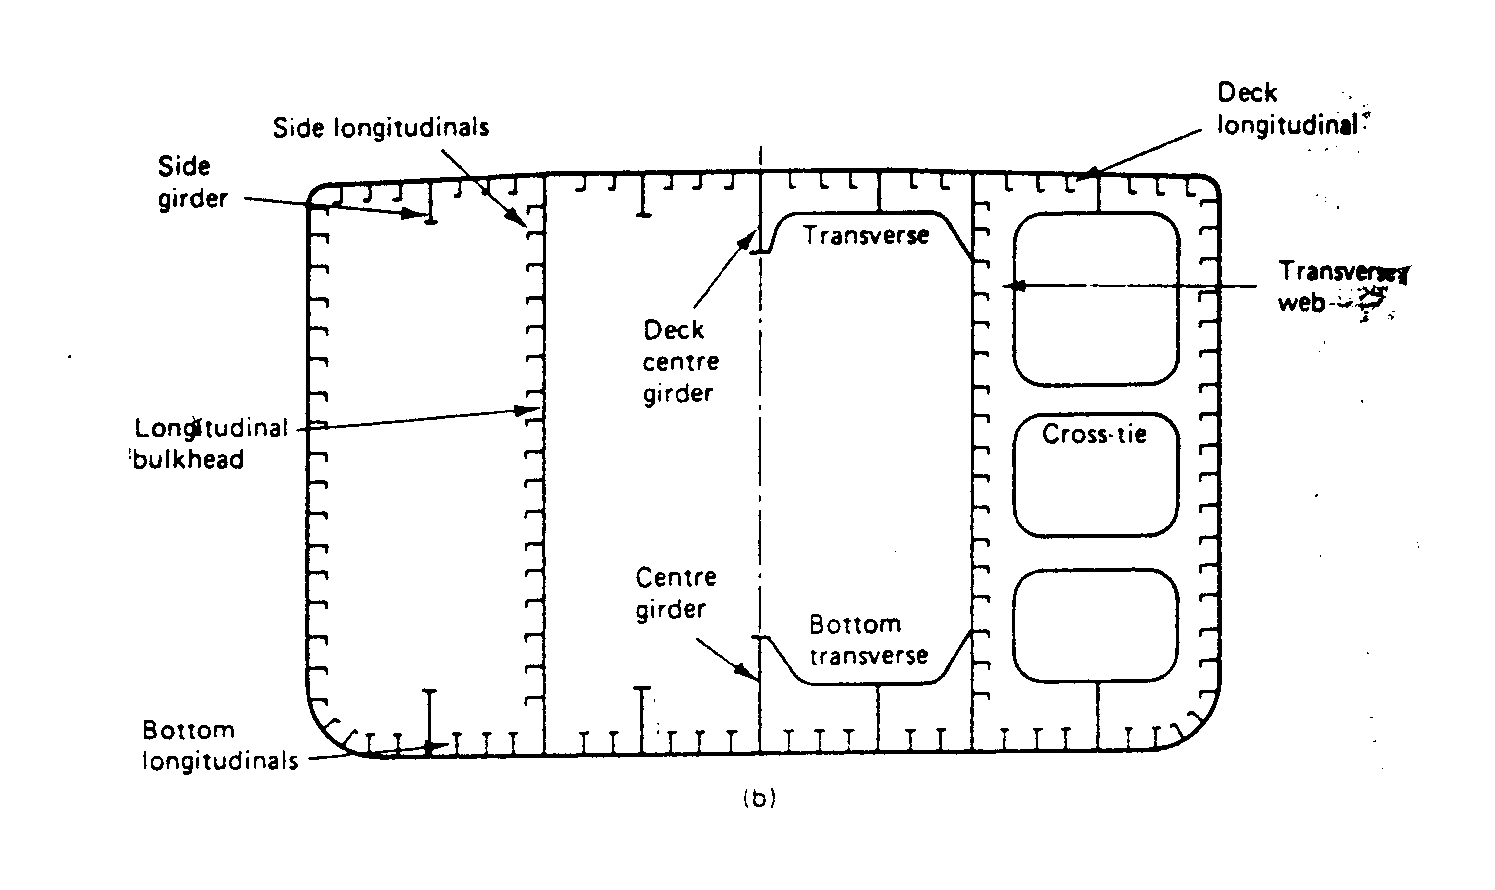 Deck
longitudinal
Side longitudinals
Side
girder
Transverse
Transverse
web
Deck
centre
girder
Longitudinal
bulkhead
Cross-tie
Centre
girder
Bottom
transverse
Bottom
longitudinals
(b)